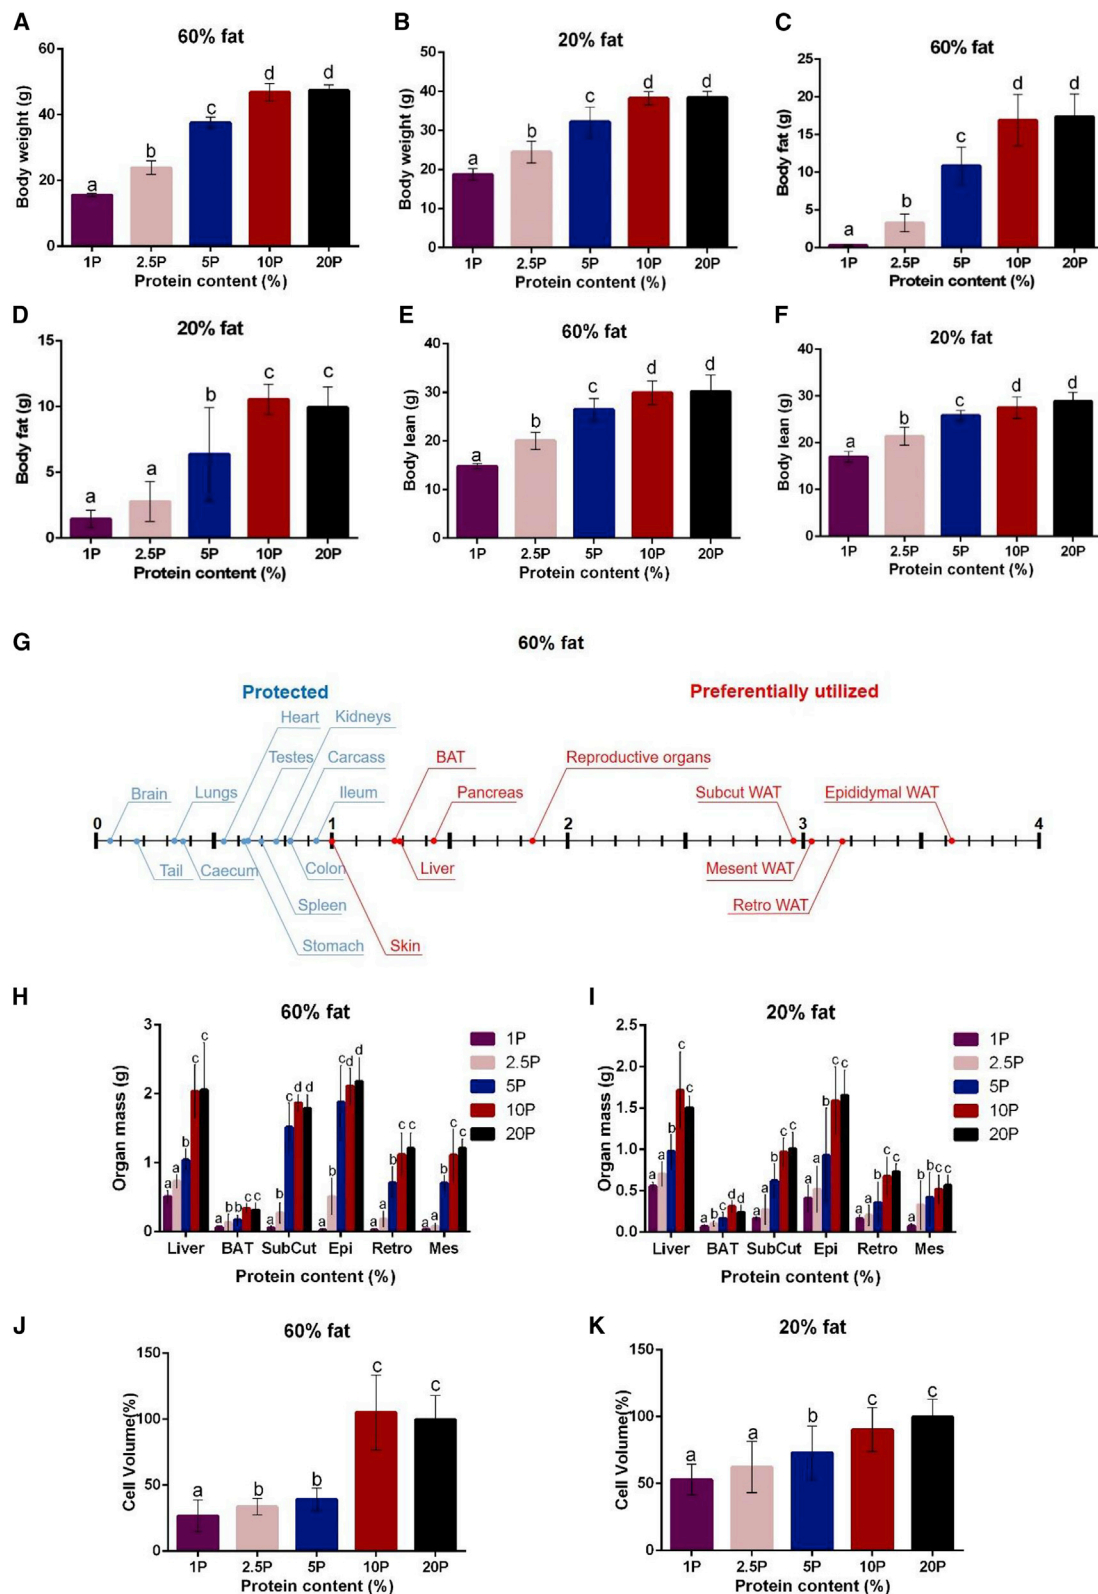 A
60% fat
Body weight (g)
60
40
20
0
a
b
c
d
d
1P
2.5P
5P
10P
20P
Protein content (%)
B
20% fat
Body weight (g)
50
40
30
20
10
0
a
b
c
d
d
1P
2.5P
5P
10P
20P
Protein content (%)
C
60% fat
Body fat (g)
25
20
15
10
5
0
a
b
c
d
d
1P
2.5P
5P
10P
20P
Protein content (%)
D
20% fat
Body fat (g)
15
10
5
0
a
a
b
c
c
1P
2.5P
5P
10P
20P
Protein content (%)
E
60% fat
Body lean (g)
40
30
20
10
0
a
b
c
d
d
1P
2.5P
5P
10P
20P
Protein content (%)
F
20% fat
Body lean (g)
40
30
20
10
0
a
b
c
d
d
1P
2.5P
5P
10P
20P
Protein content (%)
G
60% fat
Protected
Preferentially utilized
Heart
Kidneys
Testes
Carcass
BAT
Reproductive organs
Brain
Lungs
Ileum
Pancreas
Subcut WAT
Epididymal WAT
0
1
2
3
4
Tail
Caecum
Colon
Liver
Mesent WAT
Spleen
Retro WAT
Stomach
Skin
H
60% fat
Organ mass (g)
3
2
1
0
a
a
b
c
c
a
b
b
c
c
a
b
c
d
d
a
b
c
d
d
a
a
b
c
c
a
a
b
c
c
Liver
BAT
SubCut
Epi
Retro
Mes
Protein content (%)
1P
2.5P
5P
10P
20P
I
20% fat
Organ mass (g)
2.5
2.0
1.5
1.0
0.5
0.0
a
a
b
c
c
a
b
c
d
d
a
a
b
c
c
a
a
b
c
c
a
a
b
c
c
a
b
b
c
c
Liver
BAT
SubCut
Epi
Retro
Mes
Protein content (%)
1P
2.5P
5P
10P
20P
J
60% fat
Cell Volume(%)
150
100
50
0
a
b
b
c
c
1P
2.5P
5P
10P
20P
Protein content (%)
K
20% fat
Cell Volume(%)
150
100
50
0
a
a
b
c
c
1P
2.5P
5P
10P
20P
Protein content (%)